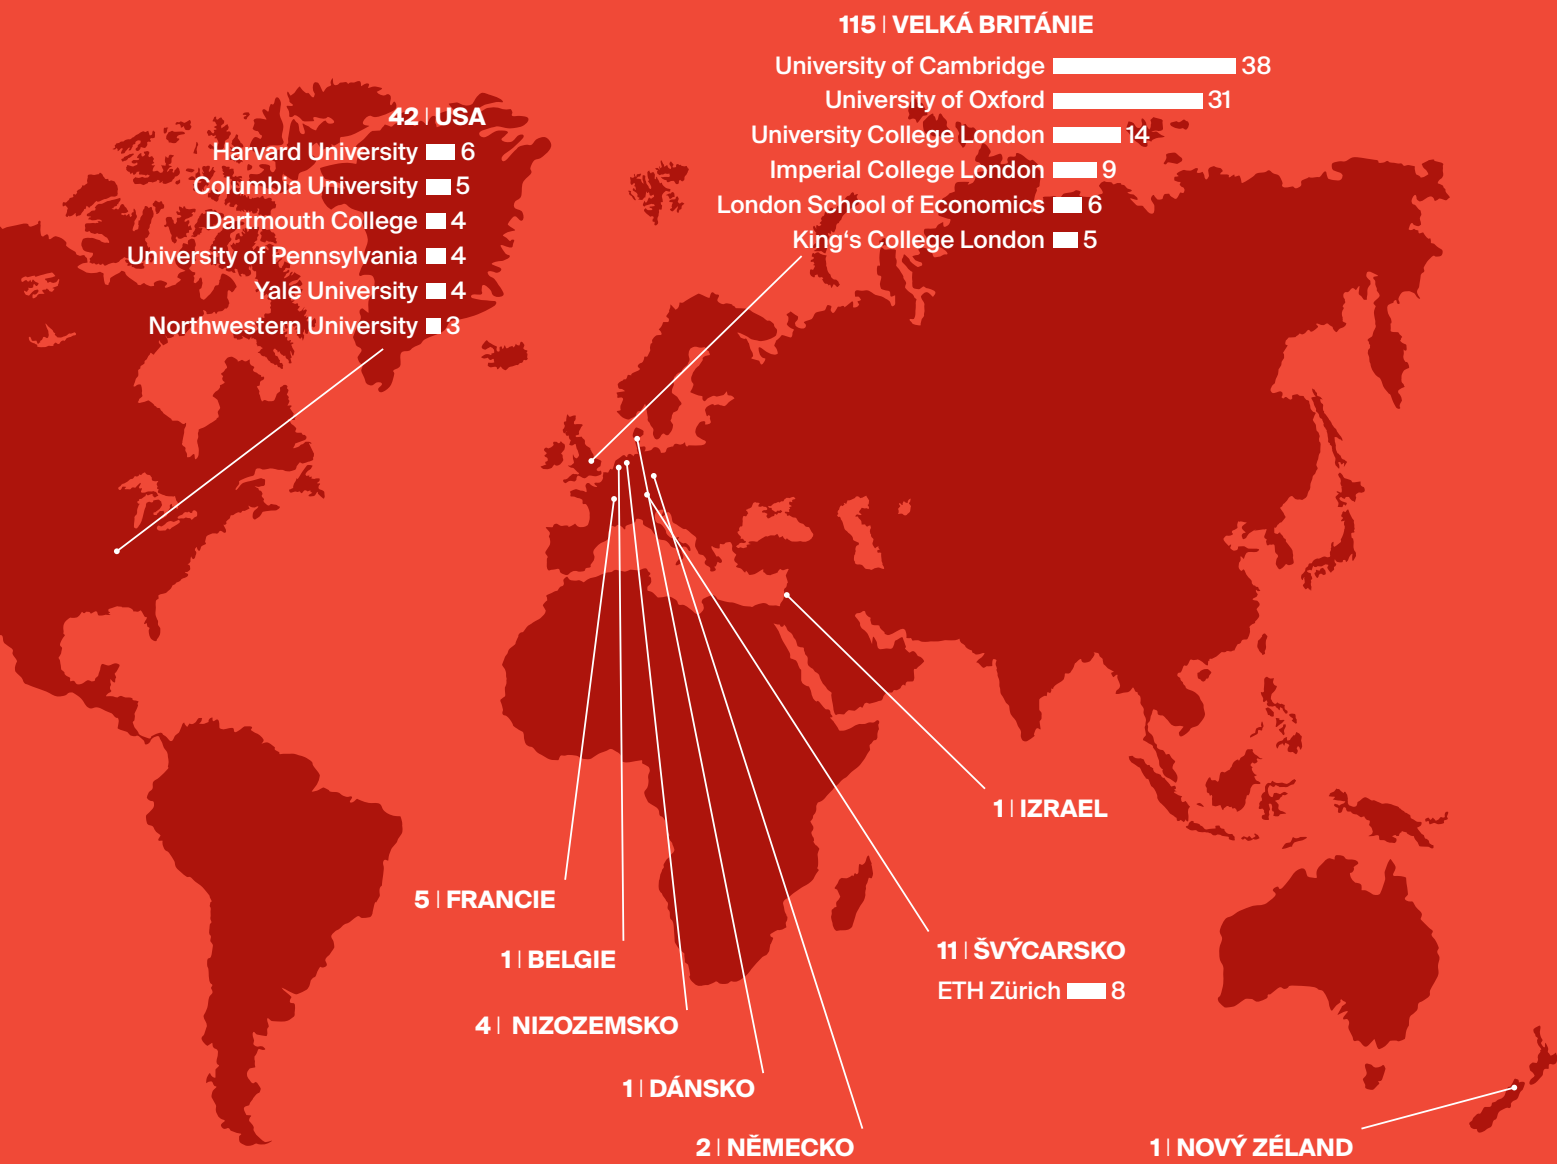 115 | VELKÁ BRITÁNIE
University of Cambridge 38
University of Oxford 31
University College London 14
Imperial College London 9
London School of Economics 6
King‘s College London 5
42 | USA
Harvard University 6
Columbia University 5
Dartmouth College 4
University of Pennsylvania 4
Yale University 4
Northwestern University 3
1 | IZRAEL
5 | FRANCIE
11 | ŠVÝCARSKO
ETH Zürich 8
1 | BELGIE
4 | NIZOZEMSKO
1 | DÁNSKO
2 | NĚMECKO
1 | NOVÝ ZÉLAND